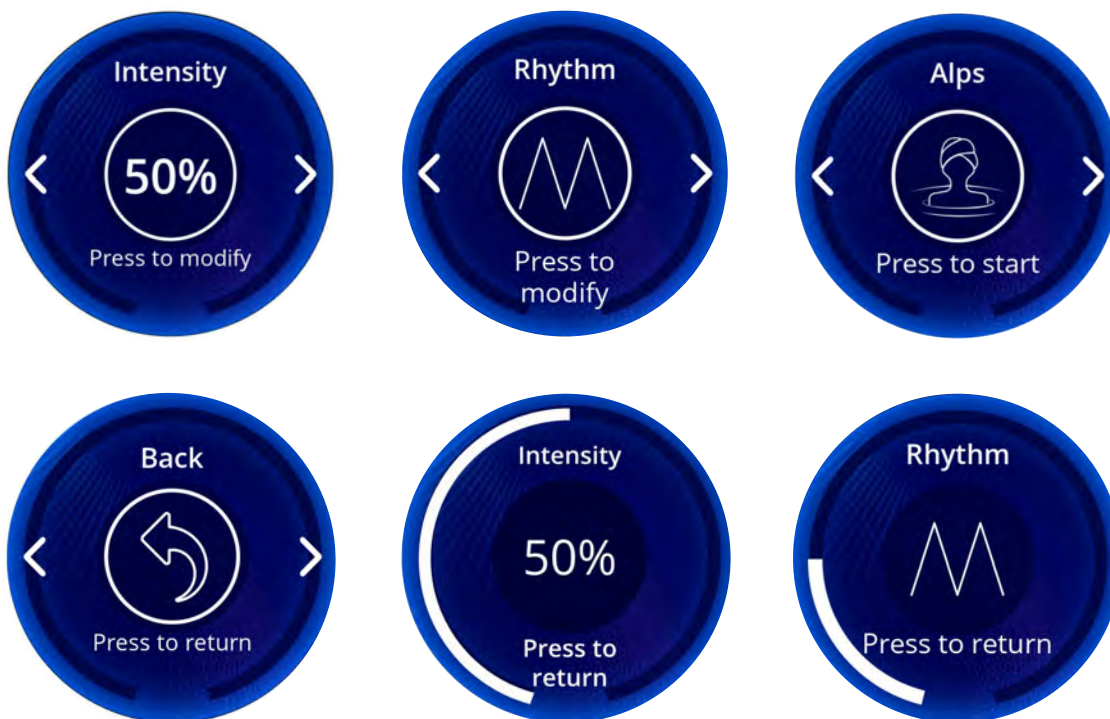 Intensity
50%
Press to modify
Rhythm
Press to
modify
Alps
Press to start
Back
Press to return
Intensity
50%
Press to
return
Rhythm
Press to return